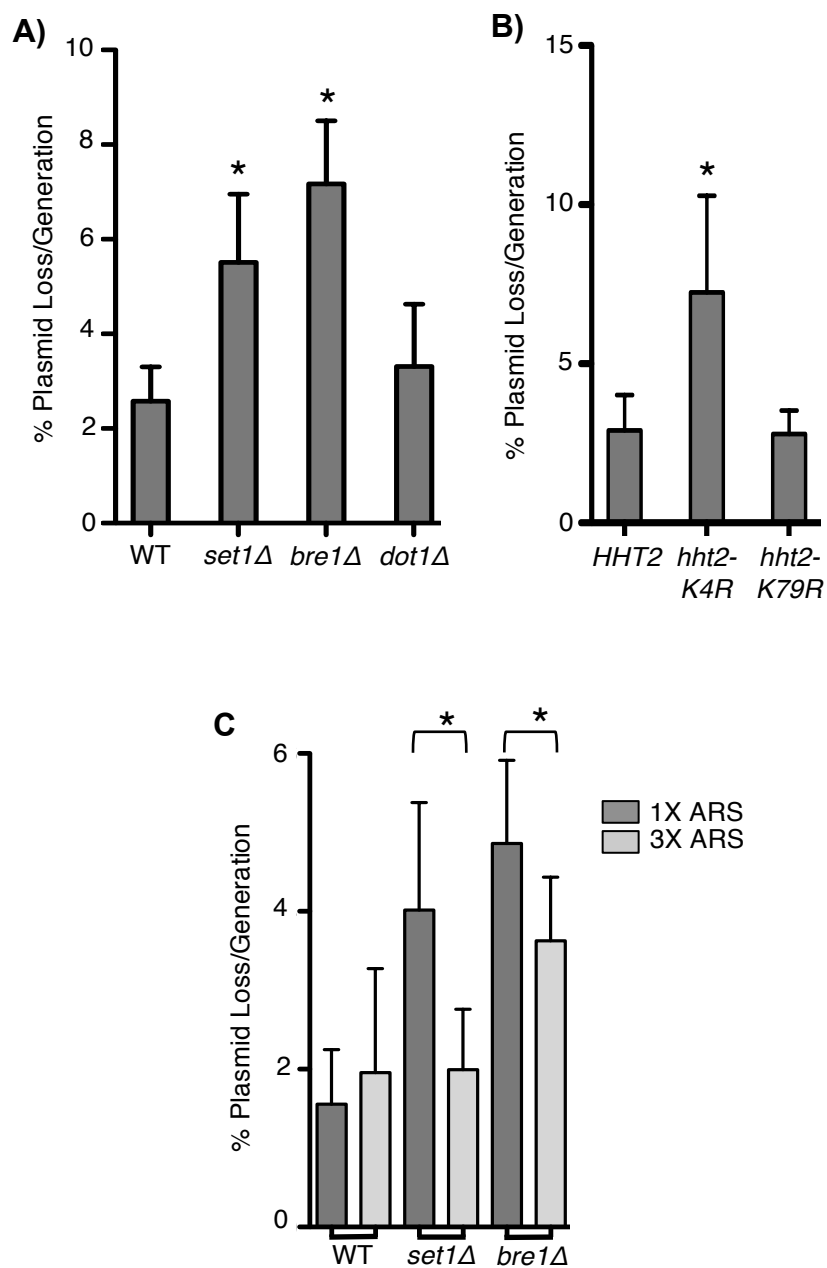 A)
% Plasmid Loss/Generation
10
8
6
4
2
0
*
*
WT
set1Δ
bre1Δ
dot1Δ
B)
% Plasmid Loss/Generation
15
10
5
0
*
HHT2
hht2-
K4R
hht2-
K79R
C
% Plasmid Loss/Generation
6
4
2
0
*
*
1X ARS
3X ARS
WT
set1Δ
bre1Δ